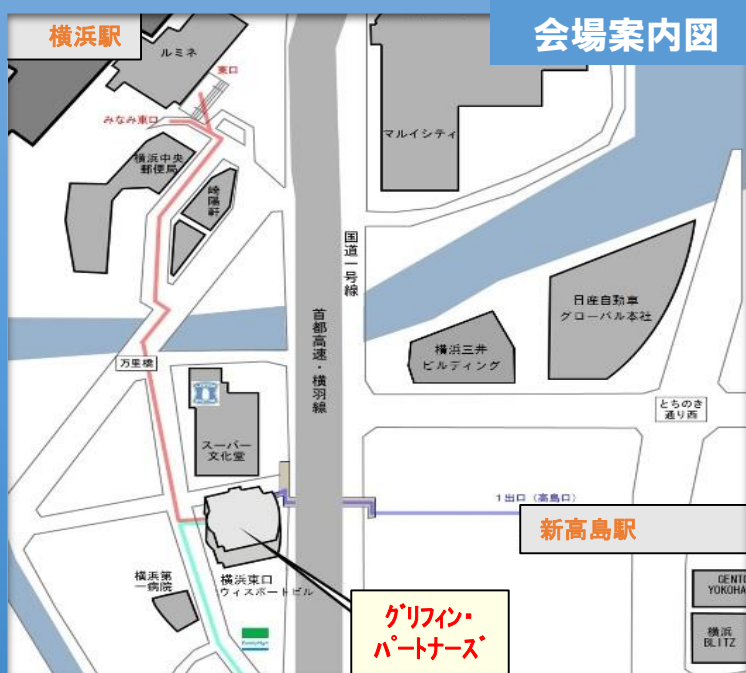 横浜駅
会場案内図
ルミネ
東口
みなみ東口
マルイシティ
横浜中央
郵便局
崎陽軒
国道一号線
日産自動車
グローバル本社
首都高速・横羽線
横浜三井
ビルディング
万里橋
とちのき
通り西
スーパー
文化堂
1出口(高島口)
新高島駅
横浜第
一病院
横浜東口
ウィスポートビル
グリフィン・
パートナーズ
GENTO
YOKOHA
横浜
BLITZ
FamilyMart